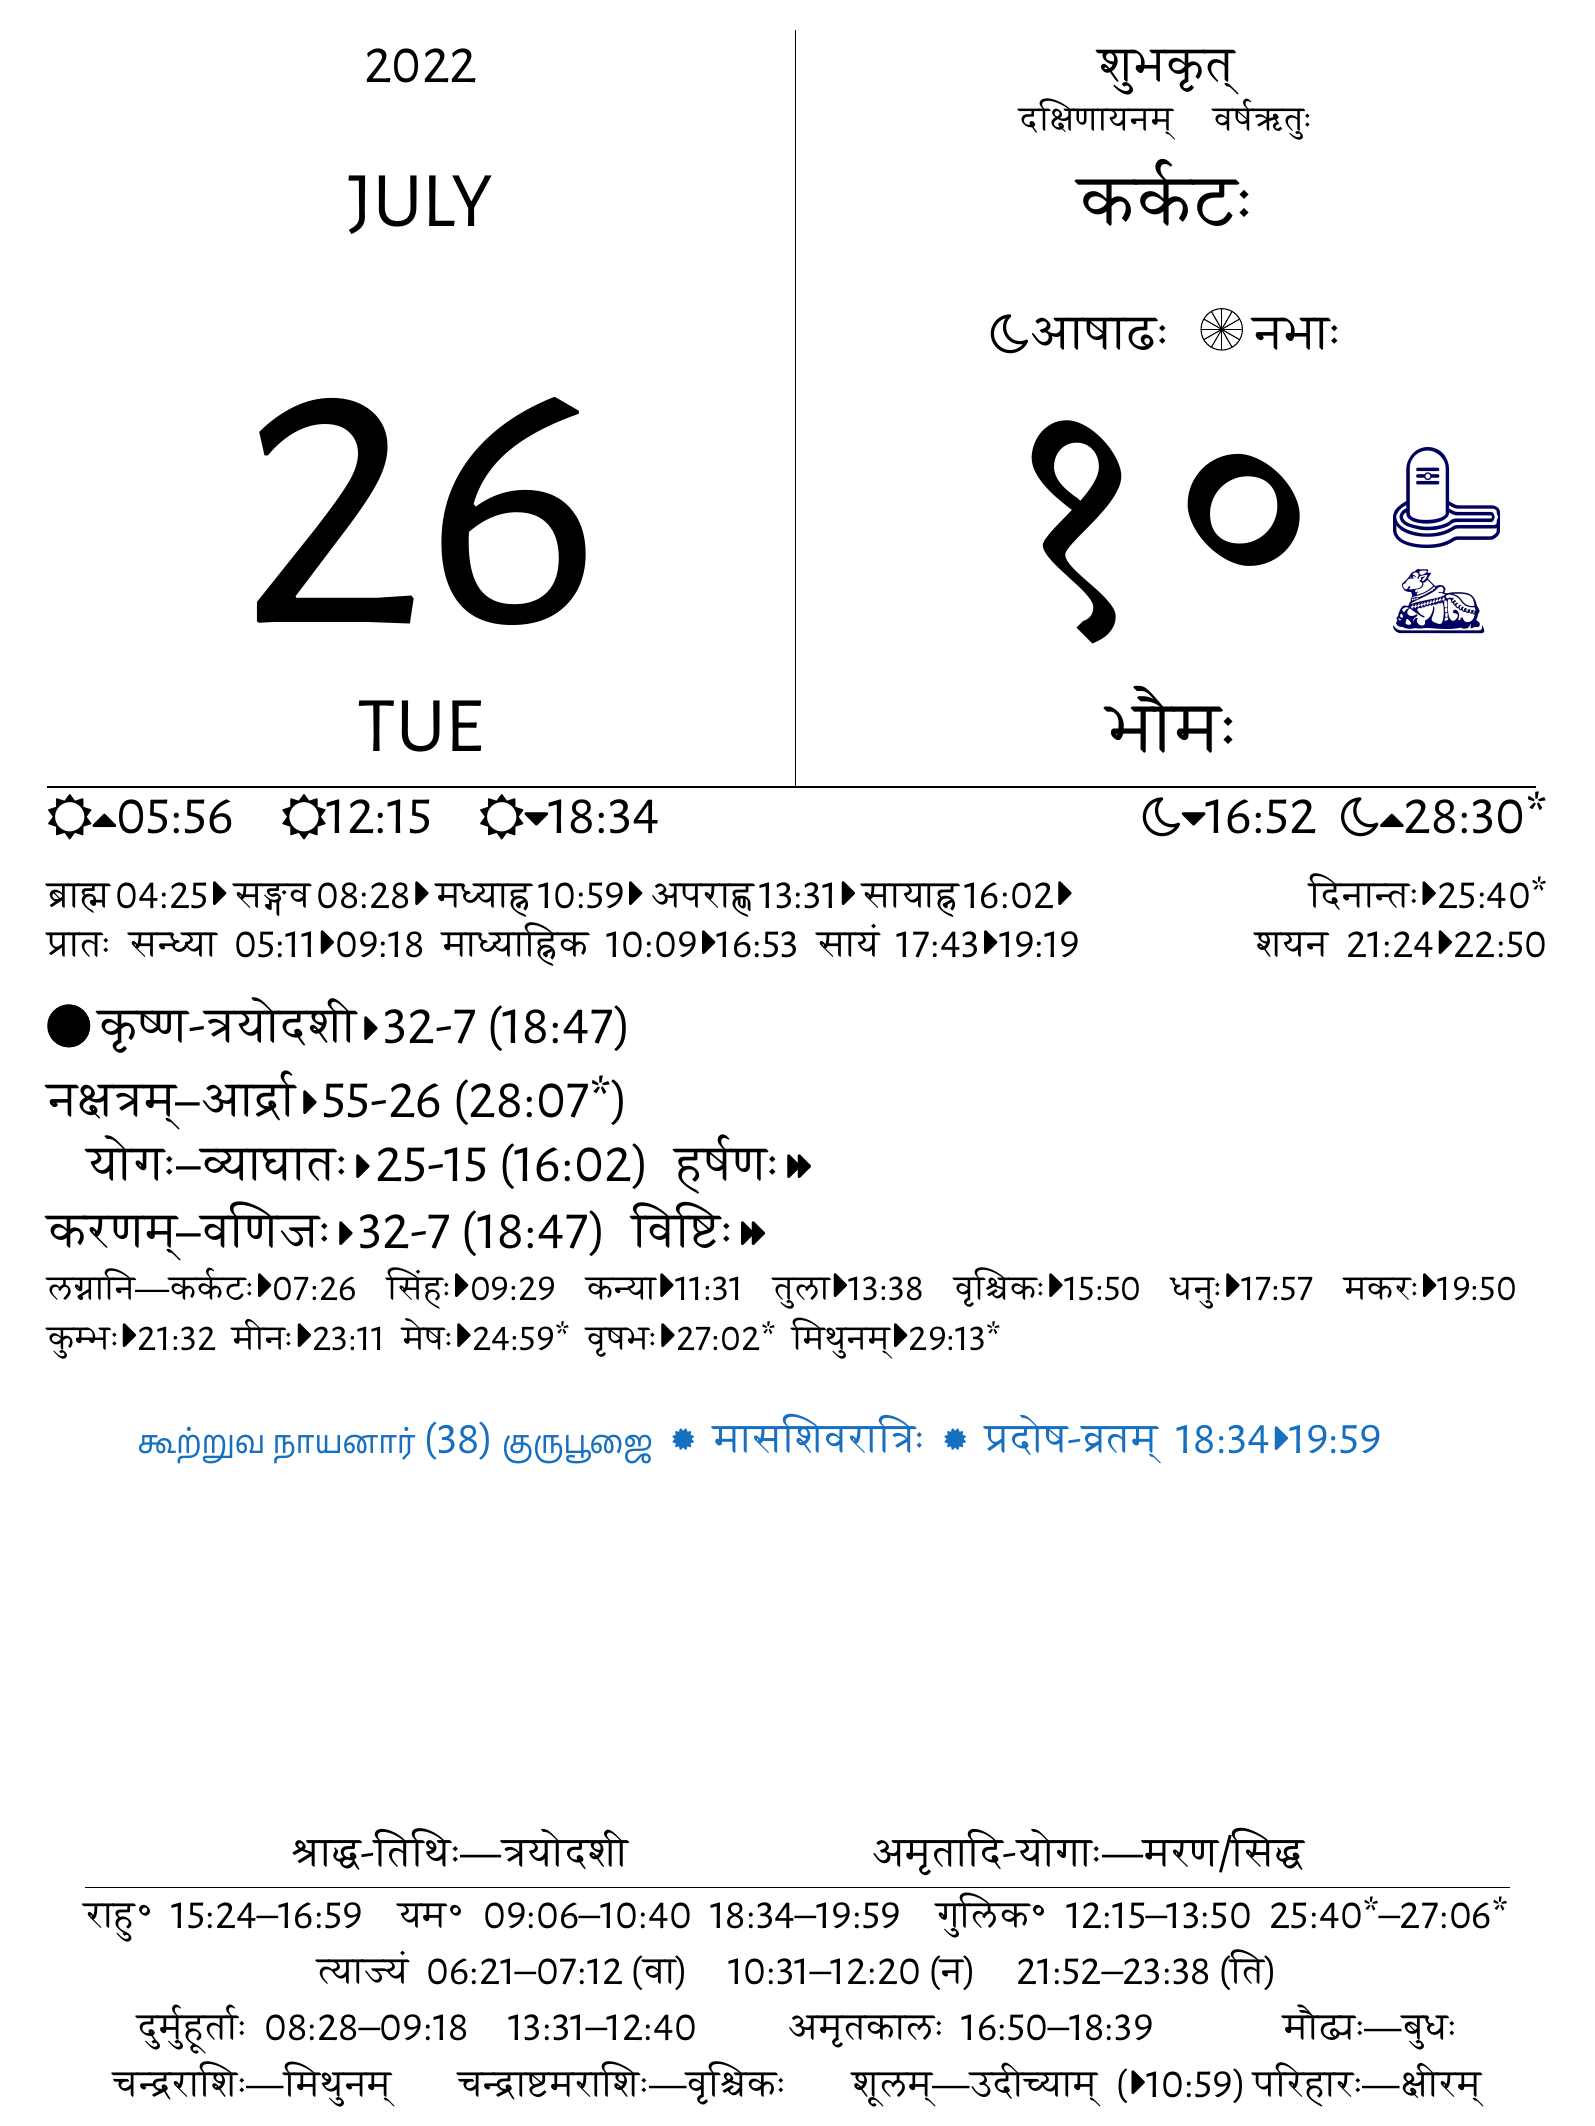 2022
JULY
26
TUE
शुभकृत्
दक्षिणायनम् वर्षऋतुः
कर्कटः
आषाढः नभाः
१०
भौमः
05:56 12:15 18:34 16:52 28:30*
ब्राह्म 04:25 सङ्गव 08:28 मध्याह्न 10:59 अपराह्ण 13:31 सायाह्न 16:02 दिनान्तः 25:40*
प्रातः सन्ध्या 05:11 09:18 माध्याह्निक 10:09 16:53 सायं 17:43 19:19 शयन 21:24 22:50
कृष्ण-त्रयोदशी 32-7 (18:47)
नक्षत्रम्–आर्द्रा 55-26 (28:07*)
योगः–व्याघातः 25-15 (16:02) हर्षणः
करणम्–वणिजः 32-7 (18:47) विष्टिः
लग्नानि—कर्कटः 07:26 सिंहः 09:29 कन्या 11:31 तुला 13:38 वृश्चिकः 15:50 धनुः 17:57 मकरः 19:50
कुम्भः 21:32 मीनः 23:11 मेषः 24:59* वृषभः 27:02* मिथुनम् 29:13*
கூற்றுவ நாயனார் (38) குருபூஜை मासशिवरात्रिः प्रदोष-व्रतम् 18:34 19:59
श्राद्ध-तिथिः—त्रयोदशी अमृतादि-योगाः—मरण/सिद्ध
राहु° 15:24–16:59 यम° 09:06–10:40 18:34–19:59 गुलिक° 12:15–13:50 25:40*–27:06*
त्याज्यं 06:21–07:12 (वा) 10:31–12:20 (न) 21:52–23:38 (ति)
दुर्मुहूर्ताः 08:28–09:18 13:31–12:40 अमृतकालः 16:50–18:39 मौढ्यः—बुधः
चन्द्रराशिः—मिथुनम् चन्द्राष्टमराशिः—वृश्चिकः शूलम्—उदीच्याम् (10:59) परिहारः—क्षीरम्